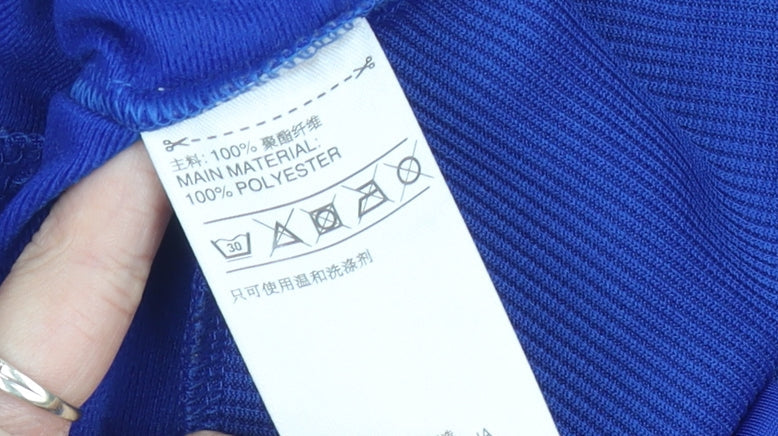 主料: 100% 聚酯纤维
MAIN MATERIAL:
100% POLYESTER
30
只可使用温和洗涤剂